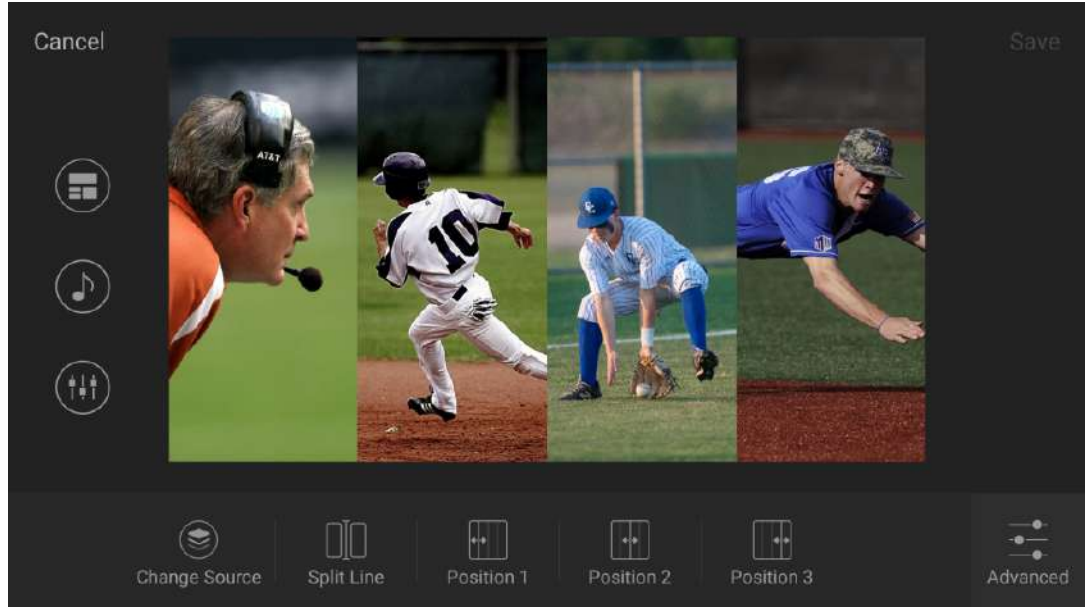 Cancel
Save
AT&T
10
Change Source
Split Line
Position 1
Position 2
Position 3
Advanced